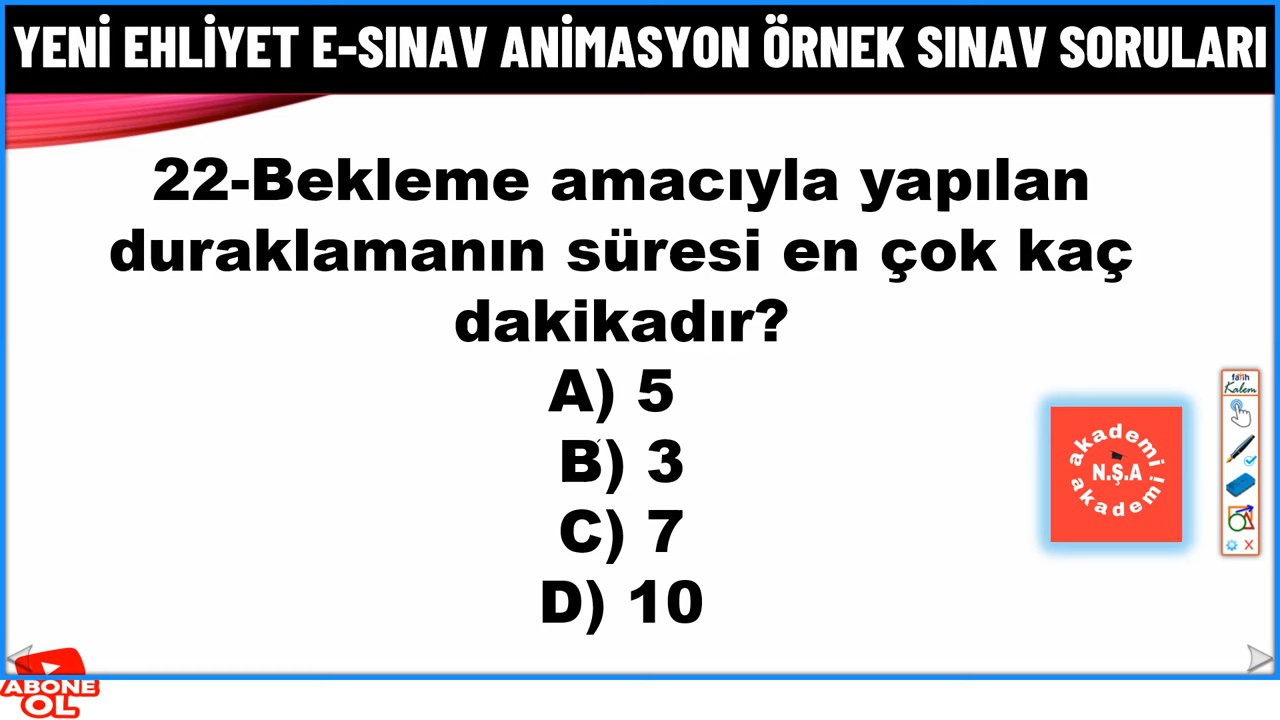 YENİ EHLİYET E-SINAV ANİMASYON ÖRNEK SINAV SORULARI
22-Bekleme amacıyla yapılan
duraklamanın süresi en çok kaç
dakikadır?
A) 5
B) 3
C) 7
D) 10
akademi
N.Ş.A
akademi
fatih
Kalem
ABONE
OL